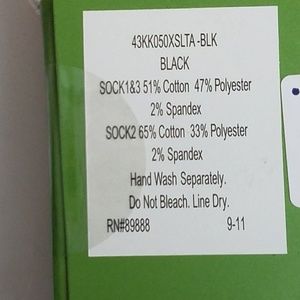 43KK050XSLTA-BLK
BLACK
SOCK1&3 51% Cotton 47% Polyester
2% Spandex
SOCK2 65% Cotton 33% Polyester
2% Spandex
Hand Wash Separately.
Do Not Bleach. Line Dry.
RN#89888 9-11